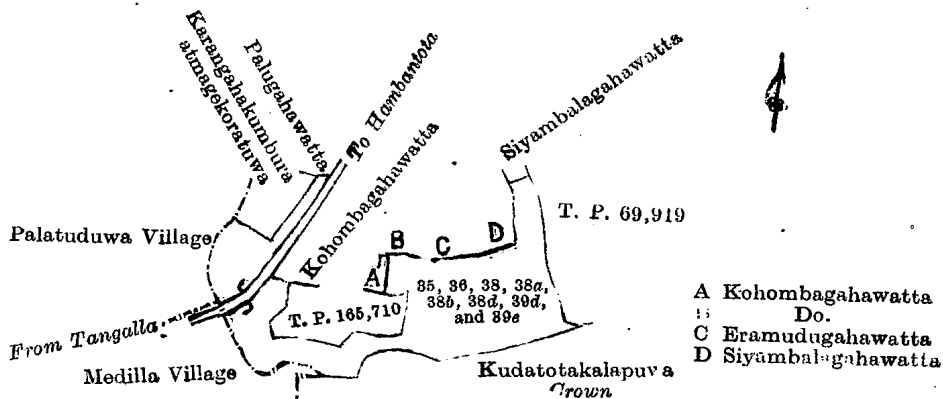 Karangahakumbura
atmagekoratuwa
Palugahawatta
To Hambantota
Kohombagahawatta
Siyambalagahawatta
T. P. 69,919
Palatuduwa Village
B
C
D
A
35, 36, 38, 38a,
38b, 38d, 39d,
and 39e
T. P. 165,710
From Tangalla
Medilla Village
Kudatotakalapuva
Crown
A Kohombagahawatta
Do.
C Eramudugahawatta
D Siyambalagahawatta